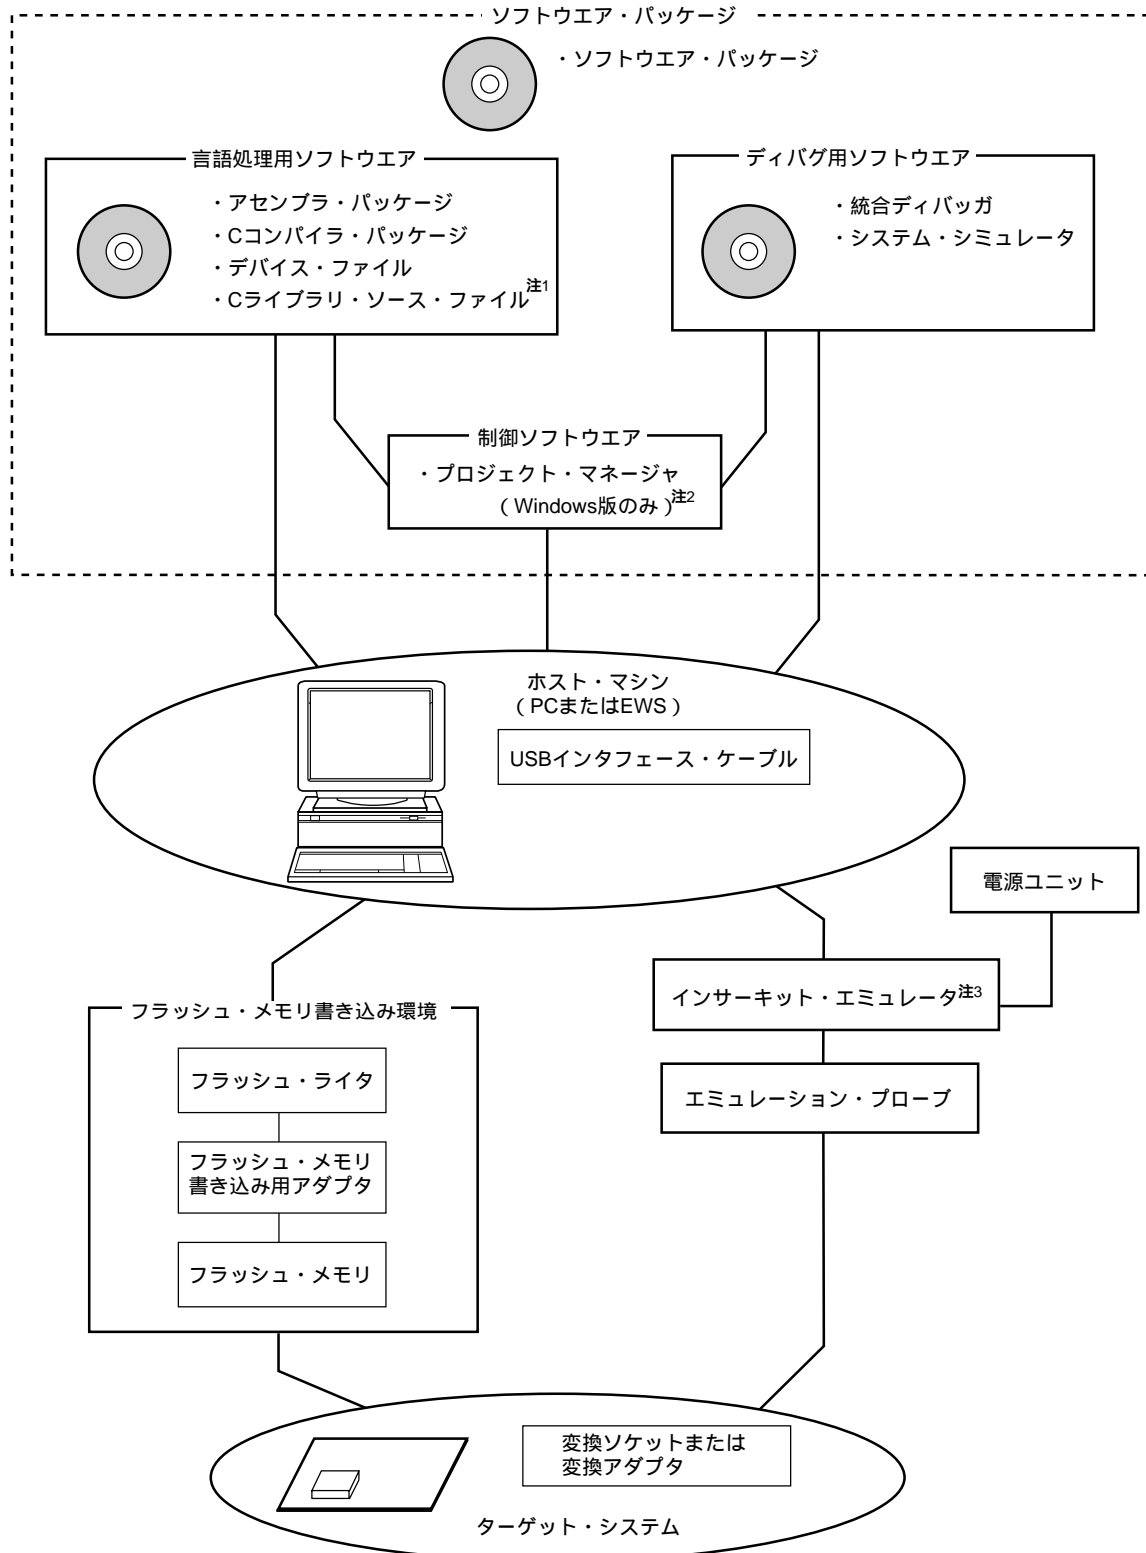 ソフトウエア・パッケージ
・ソフトウエア・パッケージ
言語処理用ソフトウエア
・アセンブラ・パッケージ
・Cコンパイラ・パッケージ
・デバイス・ファイル
・Cライブラリ・ソース・ファイル注1
ディバグ用ソフトウエア
・統合ディバッガ
・システム・シミュレータ
制御ソフトウエア
・プロジェクト・マネージャ
(Windows版のみ)注2
ホスト・マシン
(PCまたはEWS)
USBインタフェース・ケーブル
電源ユニット
インサーキット・エミュレータ注3
エミュレーション・プローブ
フラッシュ・メモリ書き込み環境
フラッシュ・ライタ
フラッシュ・メモリ
書き込み用アダプタ
フラッシュ・メモリ
変換ソケットまたは
変換アダプタ
ターゲット・システム